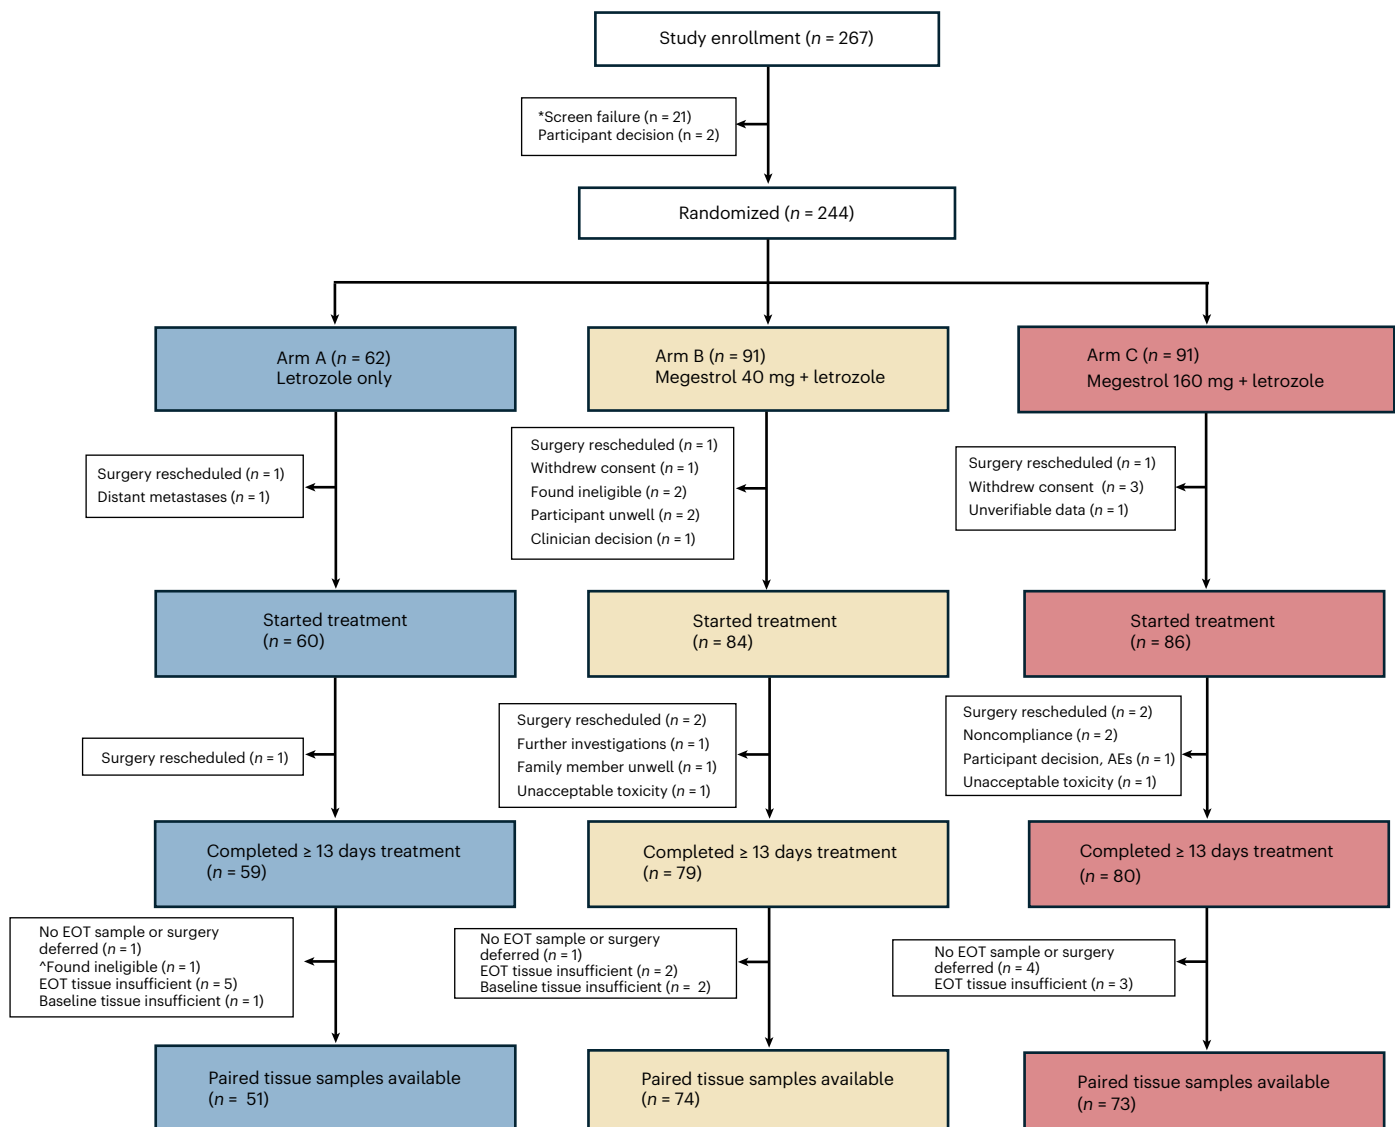 Study enrollment (n = 267)
*Screen failure (n = 21)
Participant decision (n = 2)
Randomized (n = 244)
Arm A (n = 62)
Letrozole only
Arm B (n = 91)
Megestrol 40 mg + letrozole
Arm C (n = 91)
Megestrol 160 mg + letrozole
Surgery rescheduled (n = 1)
Distant metastases (n = 1)
Surgery rescheduled (n = 1)
Withdrew consent (n = 1)
Found ineligible (n = 2)
Participant unwell (n = 2)
Clinician decision (n = 1)
Surgery rescheduled (n = 1)
Withdrew consent (n = 3)
Unverifiable data (n = 1)
Started treatment
(n = 60)
Started treatment
(n = 84)
Started treatment
(n = 86)
Surgery rescheduled (n = 1)
Surgery rescheduled (n = 2)
Further investigations (n = 1)
Family member unwell (n = 1)
Unacceptable toxicity (n = 1)
Surgery rescheduled (n = 2)
Noncompliance (n = 2)
Participant decision, AEs (n = 1)
Unacceptable toxicity (n = 1)
Completed ≥ 13 days treatment
(n = 59)
Completed ≥ 13 days treatment
(n = 79)
Completed ≥ 13 days treatment
(n = 80)
No EOT sample or surgery
deferred (n = 1)
^Found ineligible (n = 1)
EOT tissue insufficient (n = 5)
Baseline tissue insufficient (n = 1)
No EOT sample or surgery
deferred (n = 1)
EOT tissue insufficient (n = 2)
Baseline tissue insufficient (n = 2)
No EOT sample or surgery
deferred (n = 4)
EOT tissue insufficient (n = 3)
Paired tissue samples available
(n = 51)
Paired tissue samples available
(n = 74)
Paired tissue samples available
(n = 73)